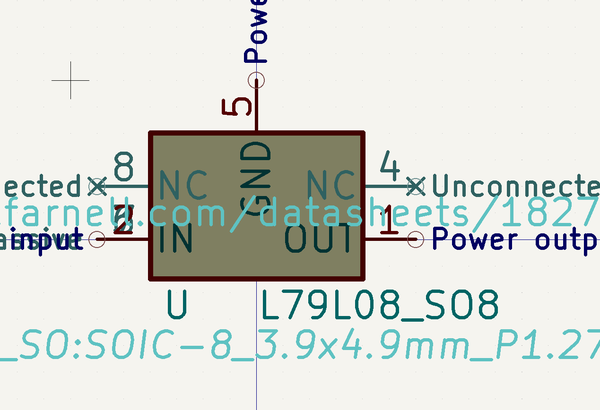 Powe
5
8
4
NC
GND
NC
ected
Unconnecte
farnell.com/datasheets/1827
2
1
input
IN
OUT
Power outp
U
L79L08_SO8
_SO:SOIC-8_3.9x4.9mm_P1.27